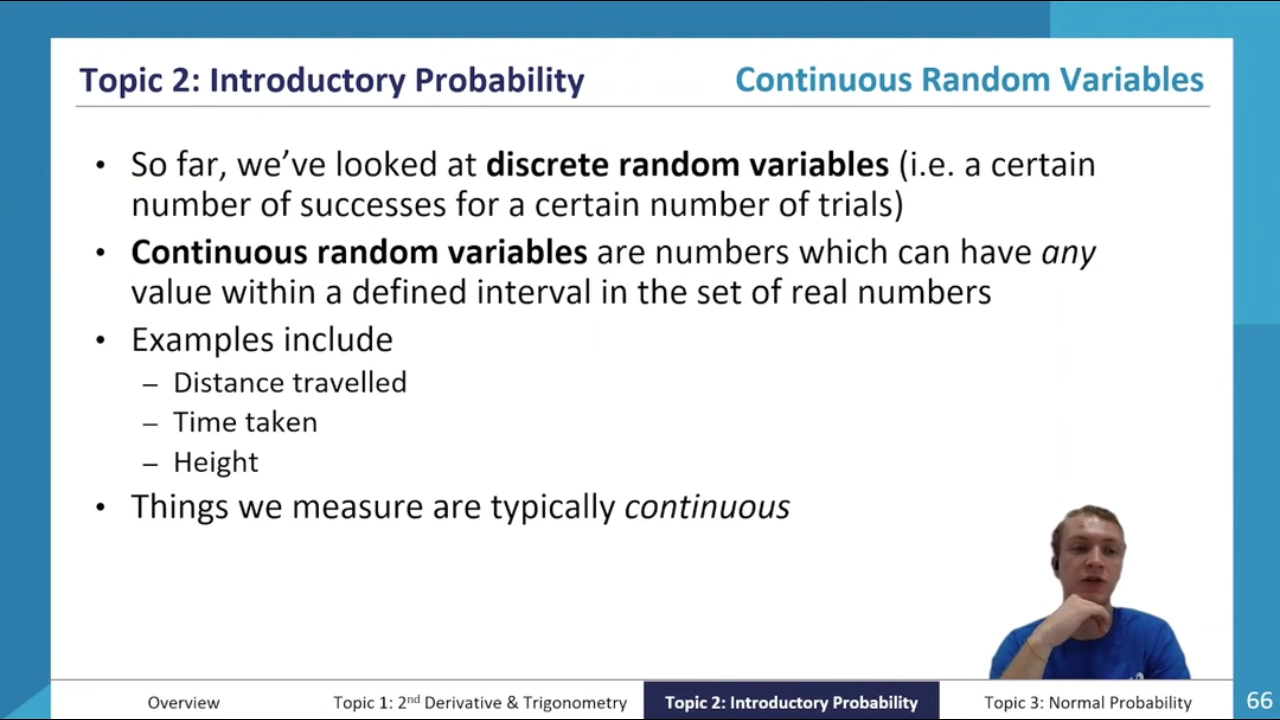 Topic 2: Introductory Probability
Continuous Random Variables
• So far, we’ve looked at discrete random variables (i.e. a certain
number of successes for a certain number of trials)
• Continuous random variables are numbers which can have any
value within a defined interval in the set of real numbers
• Examples include
– Distance travelled
– Time taken
– Height
• Things we measure are typically continuous
Overview
Topic 1: 2nd Derivative & Trigonometry
Topic 2: Introductory Probability
Topic 3: Normal Probability
66